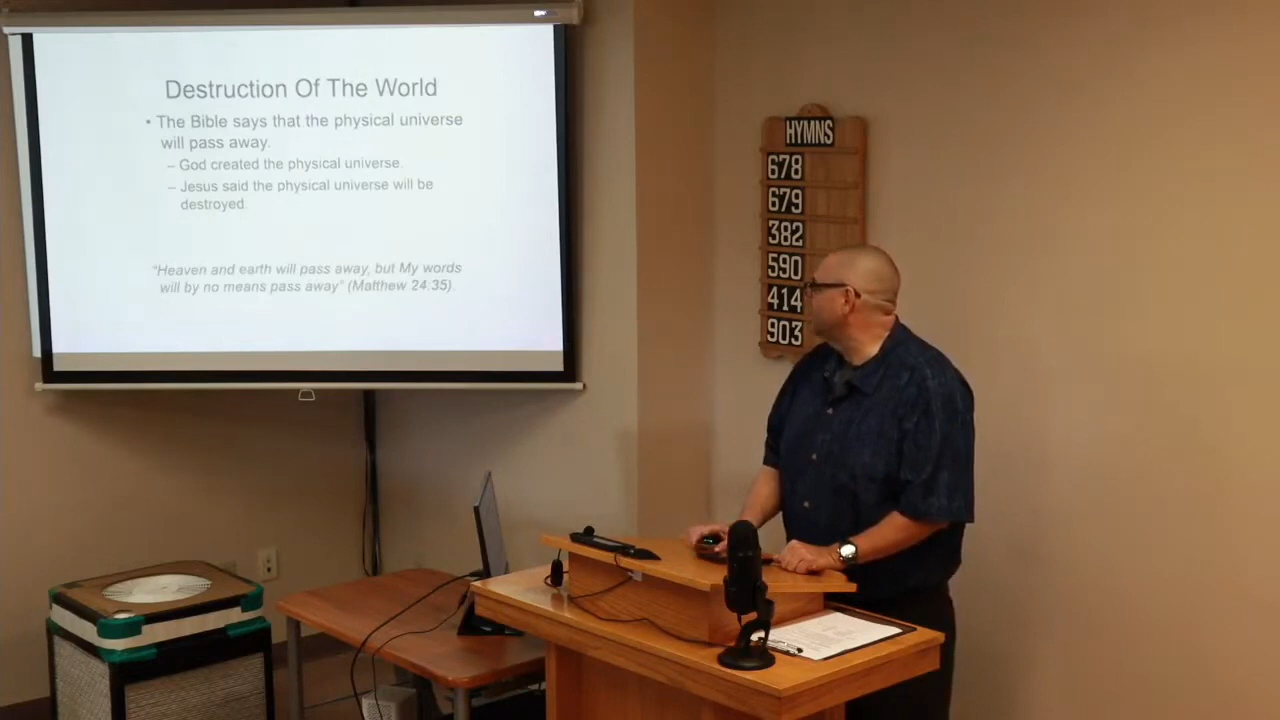 Destruction Of The World
• The Bible says that the physical universe
will pass away.
– God created the physical universe.
– Jesus said the physical universe will be
destroyed.
"Heaven and earth will pass away, but My words
will by no means pass away" (Matthew 24:35).
HYMNS
678
679
382
590
414
903